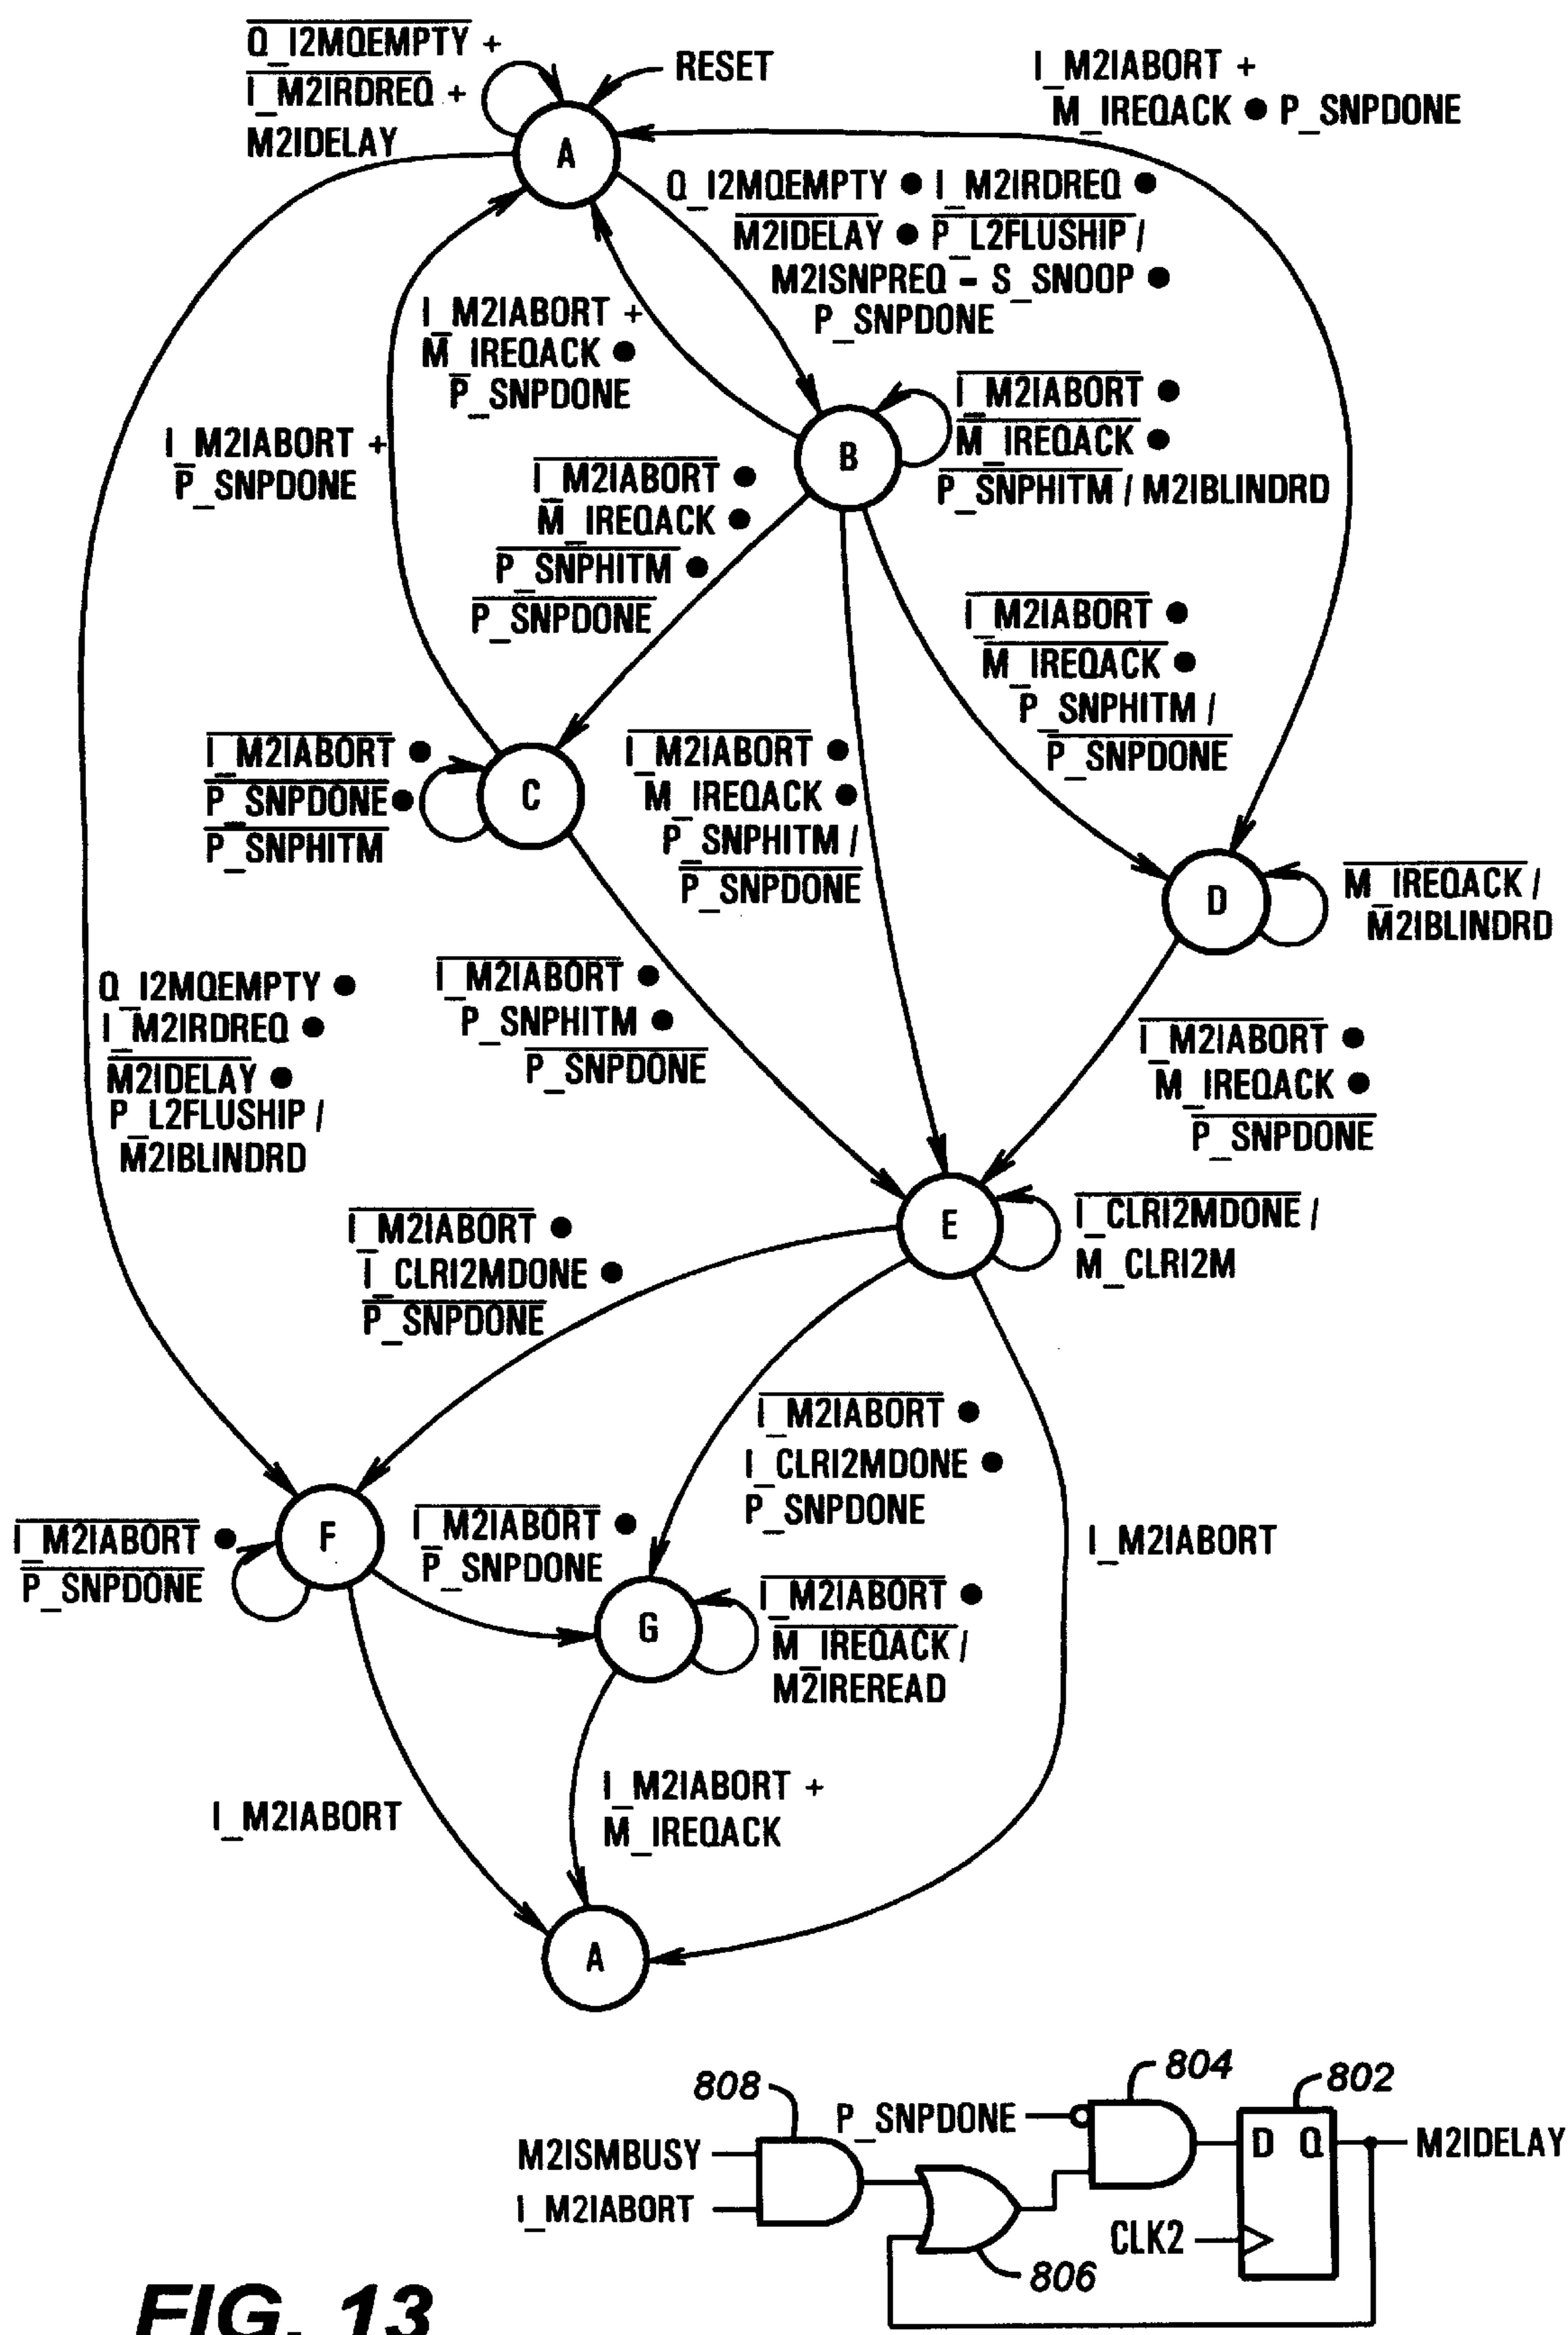 Q_I2MQEMPTY +
I_M2IRDREQ +
M2IDELAY
RESET
I_M2IABORT +
M_IREQACK ● P_SNPDONE
A
Q_I2MQEMPTY ● I_M2IRDREQ ●
M2IDELAY ● P_L2FLUSHIP /
M2ISNPREQ - S_SNOOP ●
P_SNPDONE
I_M2IABORT +
M_IREQACK ●
P_SNPDONE
I_M2IABORT +
P_SNPDONE
B
I_M2IABORT ●
M_IREQACK ●
P_SNPHITM / M2IBLINDRD
I_M2IABORT ●
M_IREQACK ●
P_SNPHITM ●
P_SNPDONE
I_M2IABORT ●
M_IREQACK ●
P_SNPHITM /
P_SNPDONE
I_M2IABORT ●
P_SNPDONE ●
P_SNPHITM
C
I_M2IABORT ●
M_IREQACK ●
P_SNPHITM /
P_SNPDONE
D
M_IREQACK /
M2IBLINDRD
Q_I2MQEMPTY ●
I_M2IRDREQ ●
M2IDELAY ●
P_L2FLUSHIP /
M2IBLINDRD
I_M2IABORT ●
P_SNPHITM ●
P_SNPDONE
I_M2IABORT ●
M_IREQACK ●
P_SNPDONE
E
I_CLRI2MDONE /
M_CLRI2M
I_M2IABORT ●
I_CLRI2MDONE ●
P_SNPDONE
I_M2IABORT ●
I_CLRI2MDONE ●
P_SNPDONE
I_M2IABORT ●
P_SNPDONE
F
I_M2IABORT ●
P_SNPDONE
I_M2IABORT
G
I_M2IABORT ●
M_IREQACK /
M2IREREAD
I_M2IABORT
I_M2IABORT +
M_IREQACK
A
808
804
802
P_SNPDONE
M2ISMBUSY
I_M2IABORT
D Q
M2IDELAY
CLK2
806
FIG. 13